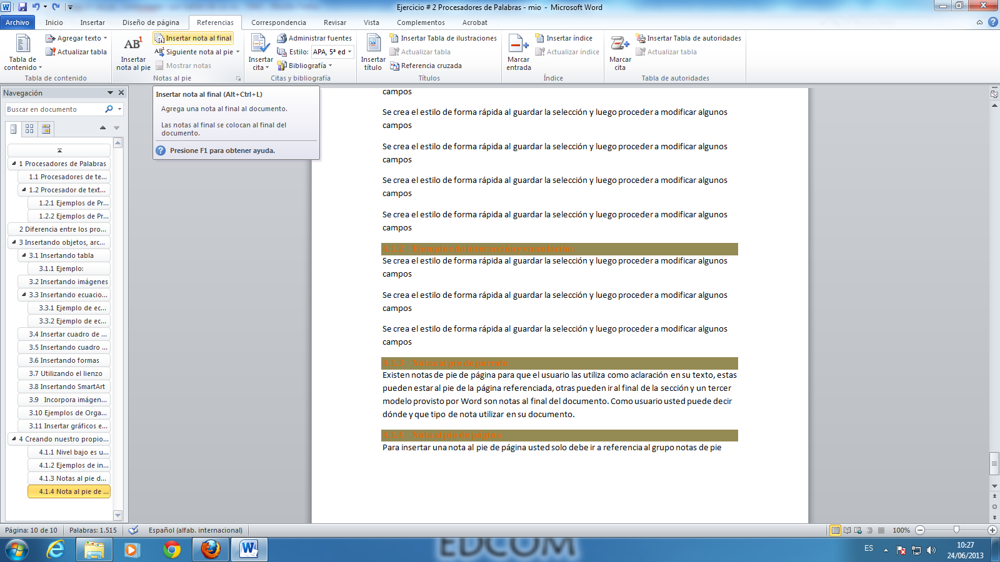 Ejercicio # 2 Procesadores de Palabras - mio - Microsoft Word
Archivo Inicio Insertar Diseño de página Referencias Correspondencia Revisar Vista Complementos Acrobat
Tabla de contenido
Agregar texto
Actualizar tabla
Tabla de contenido
AB1
Insertar nota al pie
Insertar nota al final
Siguiente nota al pie
Mostrar notas
Notas al pie
Insertar cita
Administrar fuentes
Estilo: APA, 5ª ed
Bibliografía
Citas y bibliografía
Insertar título
Insertar Tabla de ilustraciones
Actualizar tabla
Referencia cruzada
Títulos
Marcar entrada
Insertar índice
Actualizar índice
Índice
Marcar cita
Insertar Tabla de autoridades
Actualizar tabla
Tabla de autoridades
Insertar nota al final (Alt+Ctrl+L)
Agrega una nota al final al documento.
Las notas al final se colocan al final del
documento.
Presione F1 para obtener ayuda.
Navegación
Buscar en documento
1 Procesadores de Palabras
1.1 Procesadores de te...
1.2 Procesador de text...
1.2.1 Ejemplos de Pr...
1.2.2 Ejemplos de Pr...
2 Diferencia entre los pro...
3 Insertando objetos, arc...
3.1 Insertando tabla
3.1.1 Ejemplo:
3.2 Insertando imágenes
3.3 Insertando ecuacio...
3.3.1 Ejemplo de ec...
3.3.2 Ejemplo de ec...
3.4 Insertar cuadro de ...
3.5 Insertando cuadro ...
3.6 Insertando formas
3.7 Utilizando el lienzo
3.8 Insertando SmartArt
3.9 Incorpora imágen...
3.10 Ejemplos de Orga...
3.11 Insertar gráficos e...
4 Creando nuestro propio...
4.1.1 Nivel bajo es u...
4.1.2 Ejemplos de in...
4.1.3 Notas al pie d...
4.1.4 Nota al pie de ...
campos
Se crea el estilo de forma rápida al guardar la selección y luego proceder a modificar algunos
campos
Se crea el estilo de forma rápida al guardar la selección y luego proceder a modificar algunos
campos
Se crea el estilo de forma rápida al guardar la selección y luego proceder a modificar algunos
campos
Se crea el estilo de forma rápida al guardar la selección y luego proceder a modificar algunos
campos
4.1.2 Ejemplos de interacción y vinculación
Se crea el estilo de forma rápida al guardar la selección y luego proceder a modificar algunos
campos
Se crea el estilo de forma rápida al guardar la selección y luego proceder a modificar algunos
campos
Se crea el estilo de forma rápida al guardar la selección y luego proceder a modificar algunos
campos
4.1.3 Notas al pie de párrafo
Existen notas de pie de página para que el usuario las utiliza como aclaración en su texto, estas
pueden estar al pie de la página referenciada, otras pueden ir al final de la sección y un tercer
modelo provisto por Word son notas al final del documento. Como usuario usted puede decir
dónde y que tipo de nota utilizar en su documento.
4.1.4 Nota al pie de página
Para insertar una nota al pie de página usted solo debe ir a referencia al grupo notas de pie
Página: 10 de 10 Palabras: 1.515 Español (alfab. internacional) 100%
EDCOM
ES
10:27
24/06/2013